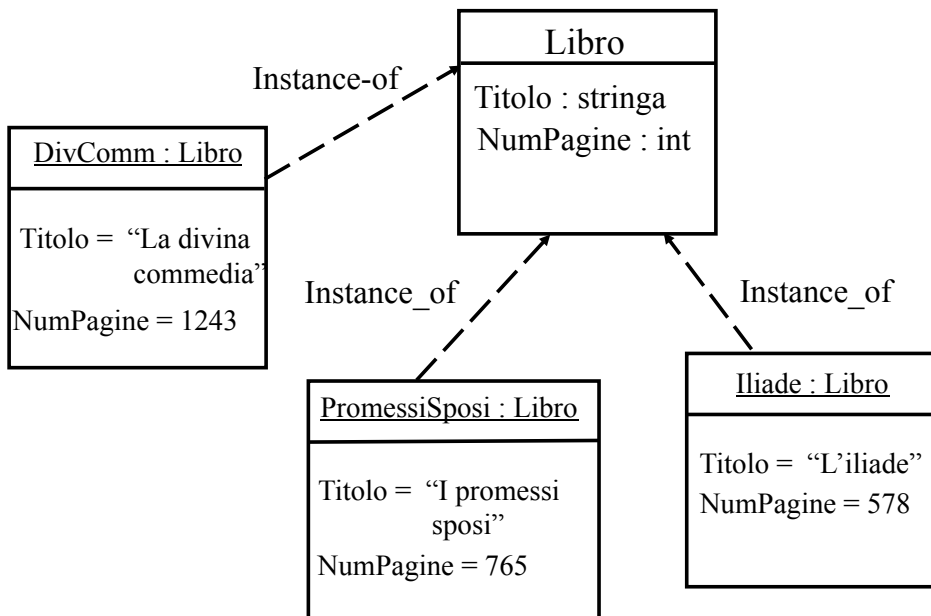 Libro
Titolo : stringa
NumPagine : int
Instance-of
DivComm : Libro
Titolo = “La divina
commedia”
NumPagine = 1243
Instance_of
Instance_of
PromessiSposi : Libro
Titolo = “I promessi
sposi”
NumPagine = 765
Iliade : Libro
Titolo = “L’iliade”
NumPagine = 578